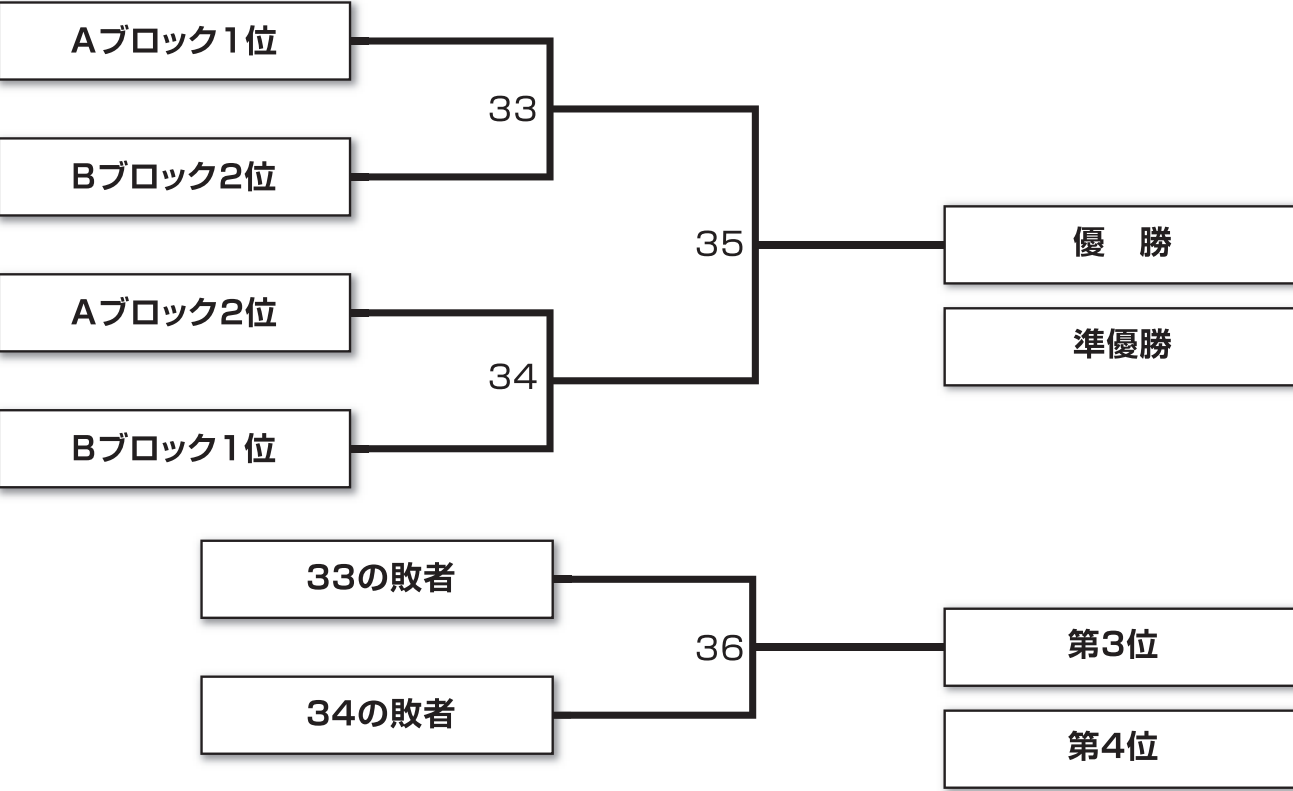 Aブロック1位
33
Bブロック2位
35
優　勝
準優勝
Aブロック2位
34
Bブロック1位
33の敗者
36
34の敗者
第3位
第4位